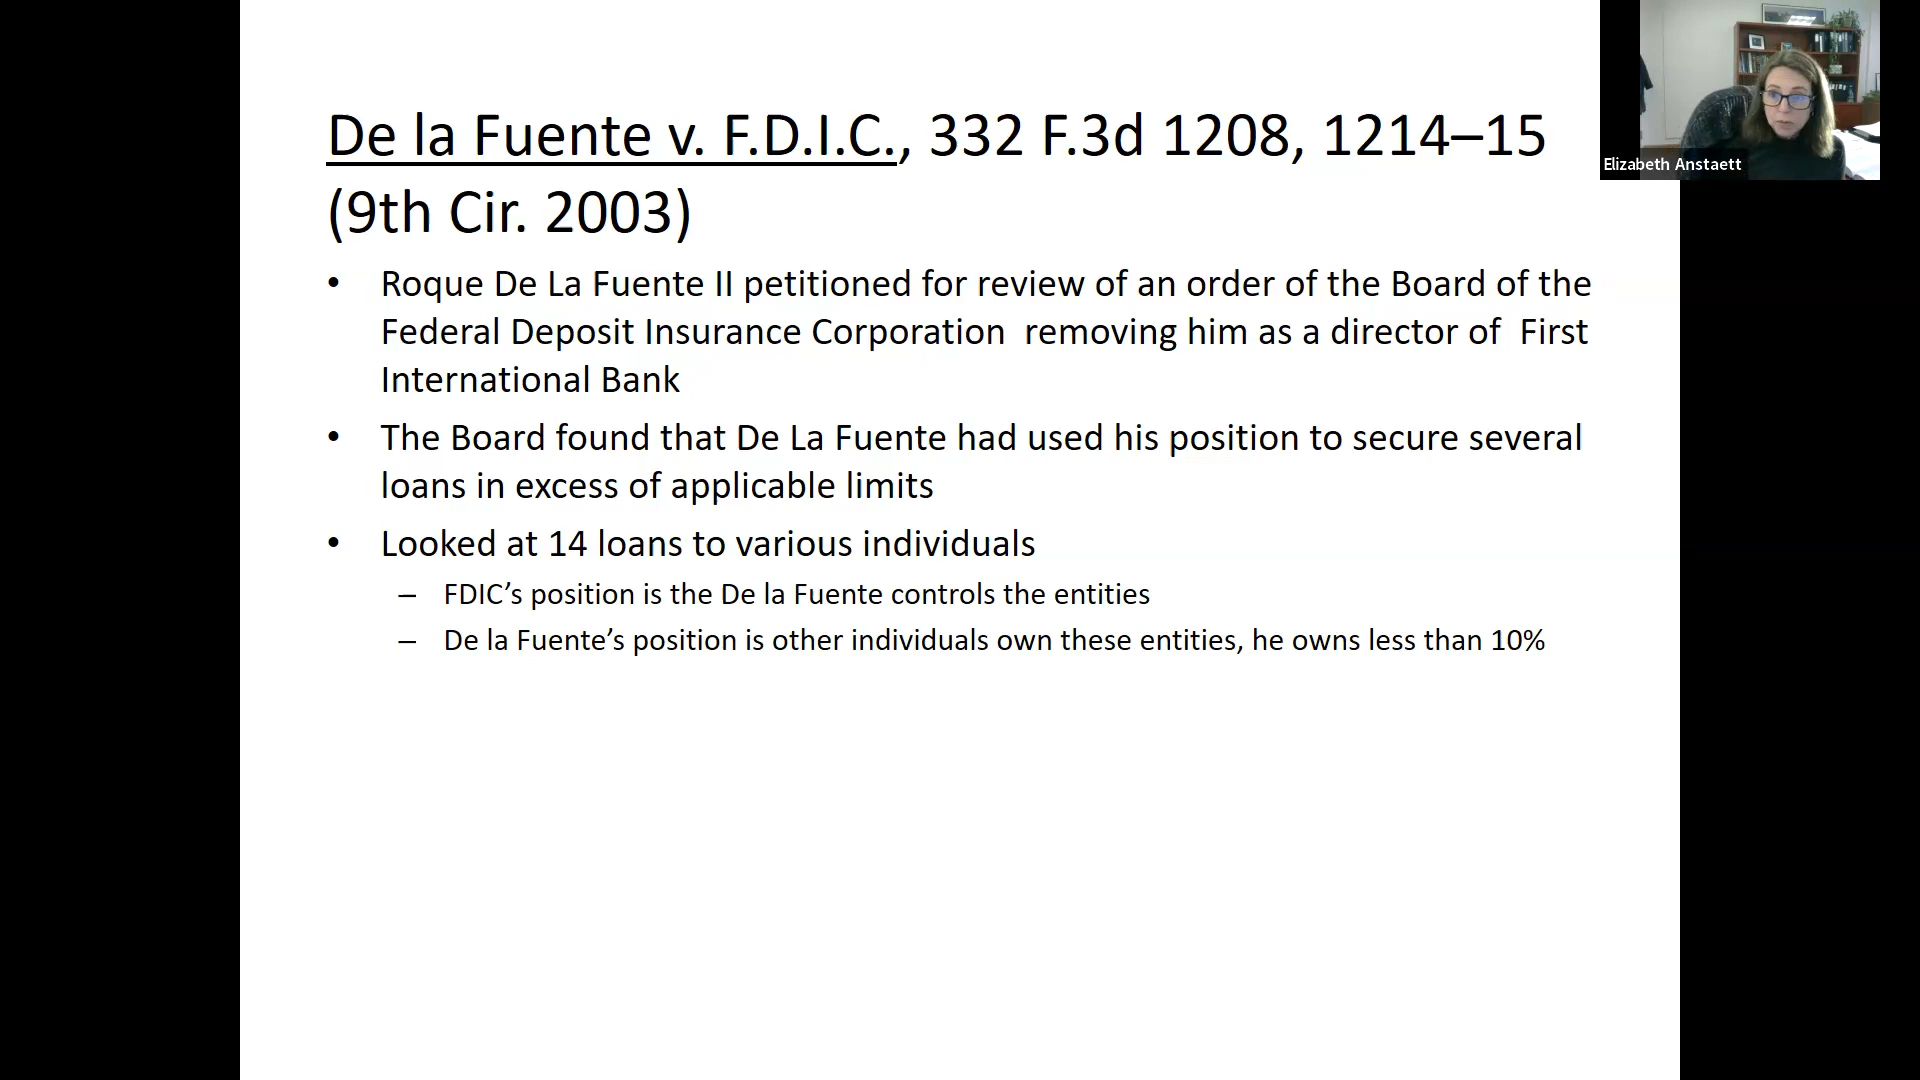 De la Fuente v. F.D.I.C., 332 F.3d 1208, 1214–15
(9th Cir. 2003)
• Roque De La Fuente II petitioned for review of an order of the Board of the
Federal Deposit Insurance Corporation  removing him as a director of  First
International Bank
• The Board found that De La Fuente had used his position to secure several
loans in excess of applicable limits
• Looked at 14 loans to various individuals
– FDIC’s position is the De la Fuente controls the entities
– De la Fuente’s position is other individuals own these entities, he owns less than 10%
Elizabeth Anstaett